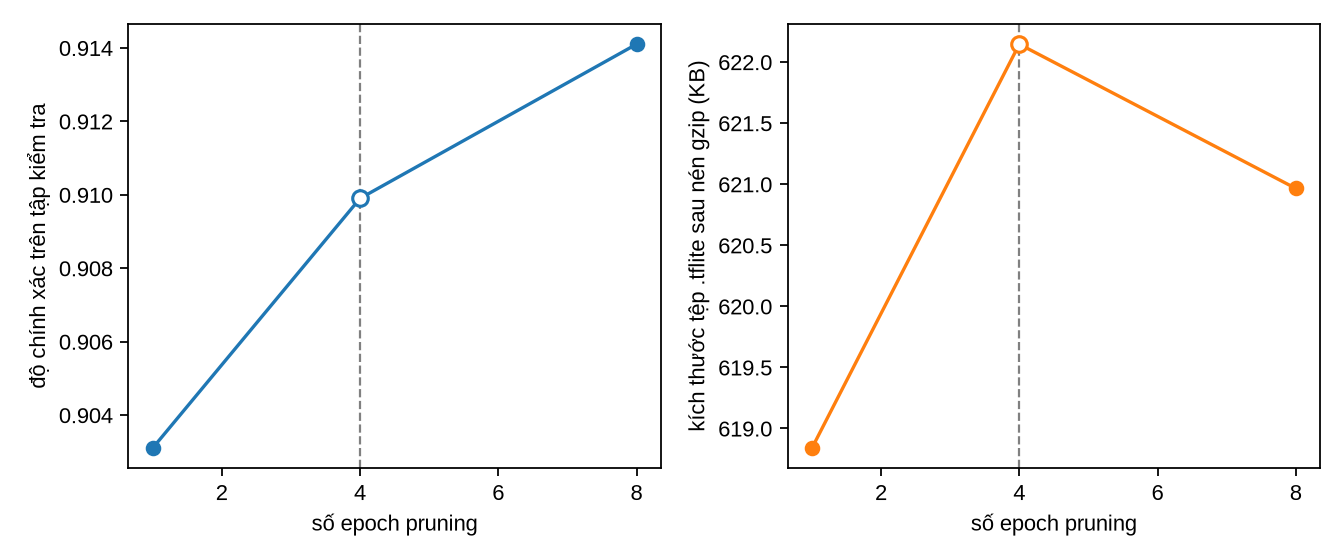 độ chính xác trên tập kiểm tra
0.914
0.912
0.910
0.908
0.906
0.904
2 4 6 8
số epoch pruning
kích thước tệp .tflite sau nén gzip (KB)
622.0
621.5
621.0
620.5
620.0
619.5
619.0
2 4 6 8
số epoch pruning